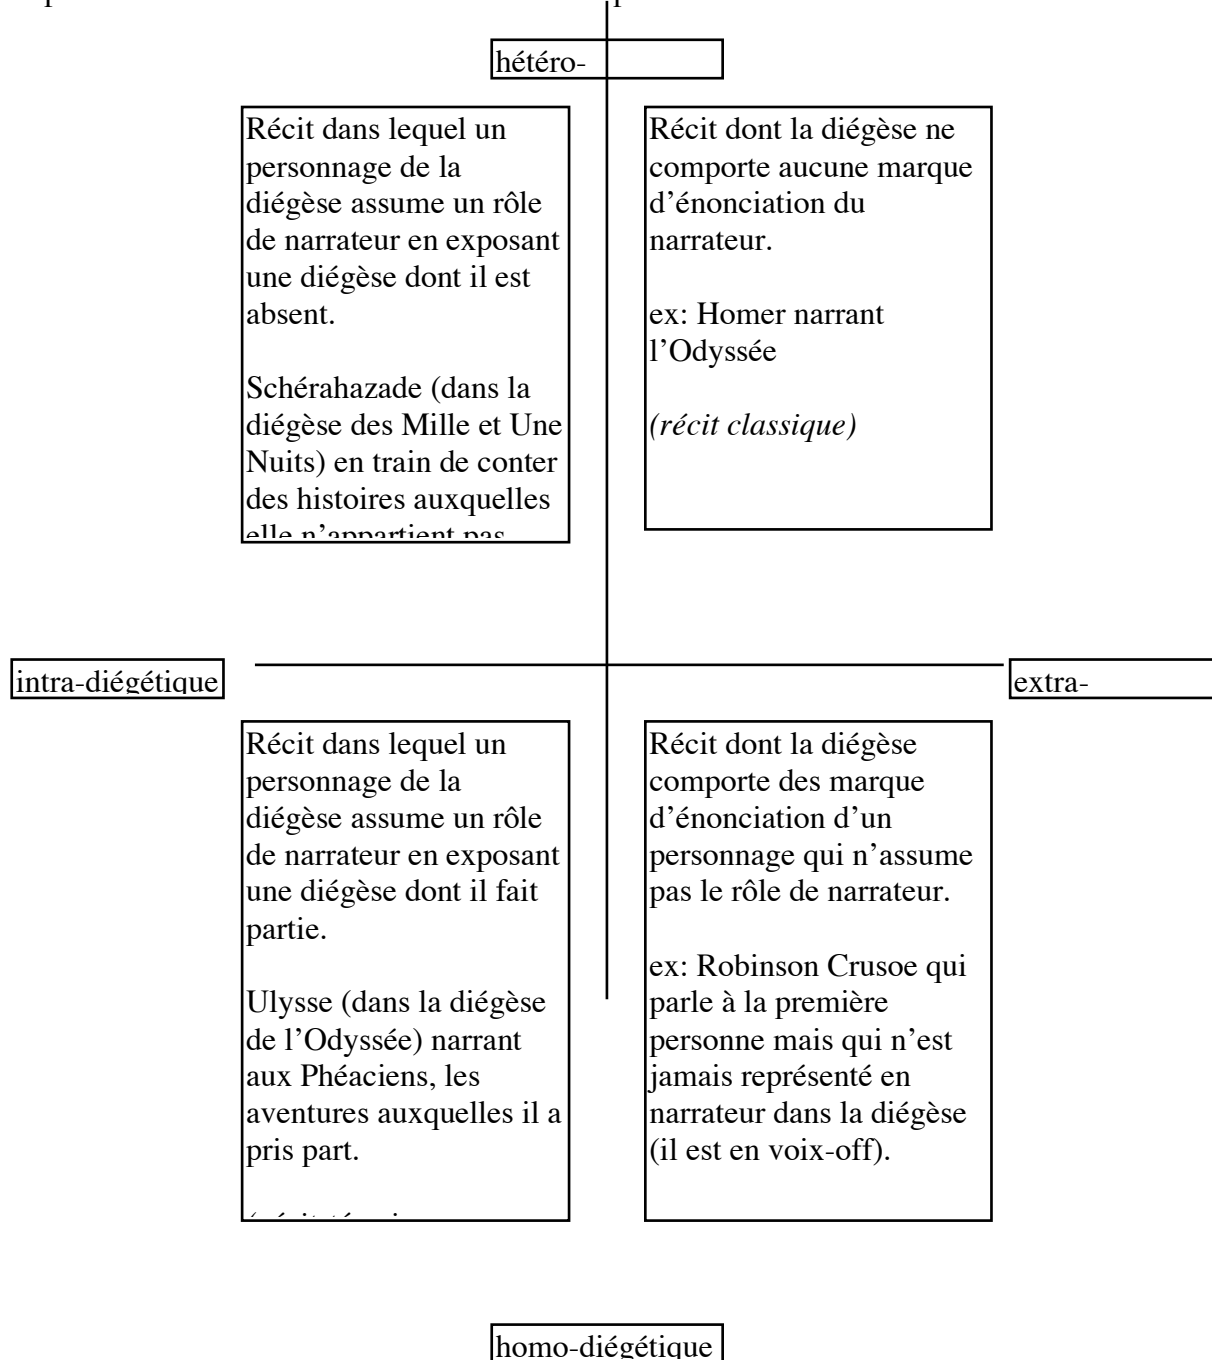 hétéro-
Récit dans lequel un
personnage de la
diégèse assume un rôle
de narrateur en exposant
une diégèse dont il est
absent.
Schérahazade (dans la
diégèse des Mille et Une
Nuits) en train de conter
des histoires auxquelles
elle n’appartient pas
Récit dont la diégèse ne
comporte aucune marque
d’énonciation du
narrateur.
ex: Homer narrant
l’Odyssée
(récit classique)
intra-diégétique
extra-
Récit dans lequel un
personnage de la
diégèse assume un rôle
de narrateur en exposant
une diégèse dont il fait
partie.
Ulysse (dans la diégèse
de l’Odyssée) narrant
aux Phéaciens, les
aventures auxquelles il a
pris part.
Récit dont la diégèse
comporte des marque
d’énonciation d’un
personnage qui n’assume
pas le rôle de narrateur.
ex: Robinson Crusoe qui
parle à la première
personne mais qui n’est
jamais représenté en
narrateur dans la diégèse
(il est en voix-off).
homo-diégétique